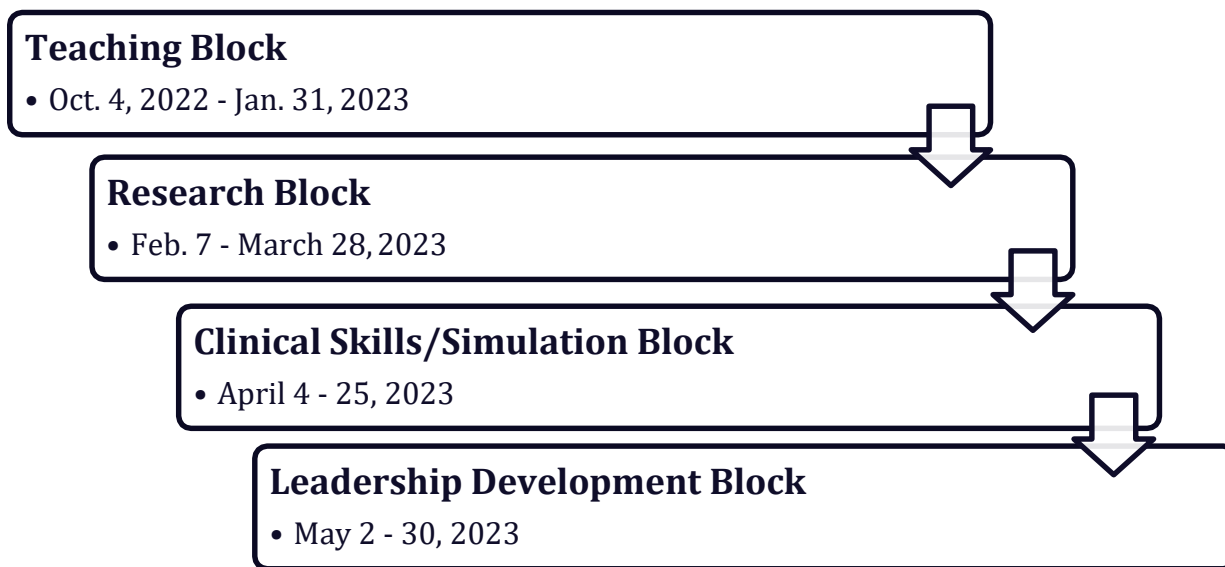 Teaching Block
• Oct. 4, 2022 - Jan. 31, 2023
Research Block
• Feb. 7 - March 28, 2023
Clinical Skills/Simulation Block
• April 4 - 25, 2023
Leadership Development Block
• May 2 - 30, 2023